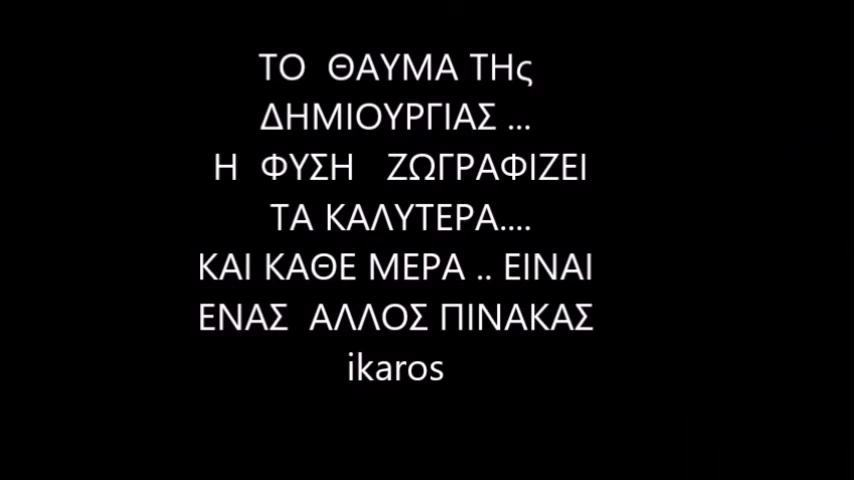 ΤΟ ΘΑΥΜΑ ΤΗς
ΔΗΜΙΟΥΡΓΙΑΣ ...
Η ΦΥΣΗ ΖΩΓΡΑΦΙΖΕΙ
ΤΑ ΚΑΛΥΤΕΡΑ....
ΚΑΙ ΚΑΘΕ ΜΕΡΑ .. ΕΙΝΑΙ
ΕΝΑΣ ΑΛΛΟΣ ΠΙΝΑΚΑΣ
ikaros